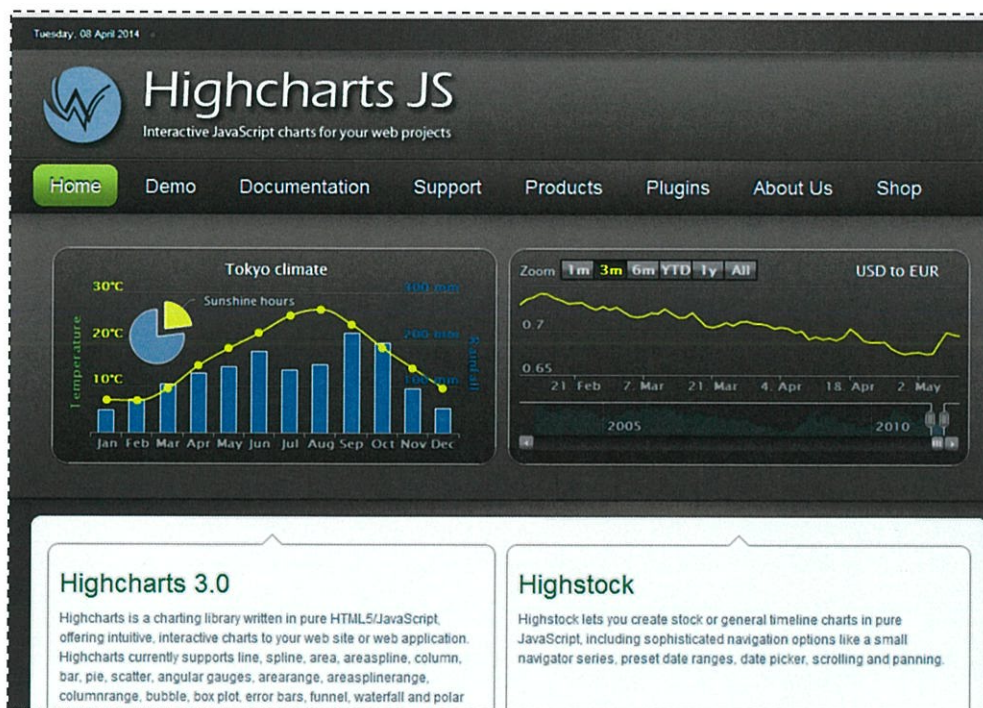 Tuesday, 08 April 2014
Highcharts JS
Interactive JavaScript charts for your web projects
Home Demo Documentation Support Products Plugins About Us Shop
Tokyo climate
30°C
400 mm
Sunshine hours
20°C
200 mm
10°C
100 mm
Temperature
Rainfall
Jan Feb Mar Apr May Jun Jul Aug Sep Oct Nov Dec
Zoom 1m 3m 6m YTD 1y All
USD to EUR
0.7
0.65
21 Feb 7. Mar 21 Mar 4. Apr 18 Apr 2. May
2005 2010
Highcharts 3.0
Highcharts is a charting library written in pure HTML5/JavaScript,
offering intuitive, interactive charts to your web site or web application.
Highcharts currently supports line, spline, area, areaspline, column,
bar, pie, scatter, angular gauges, arearange, areasplinerange,
columnrange, bubble, box plot, error bars, funnel, waterfall and polar
Highstock
Highstock lets you create stock or general timeline charts in pure
JavaScript, including sophisticated navigation options like a small
navigator series, preset date ranges, date picker, scrolling and panning.